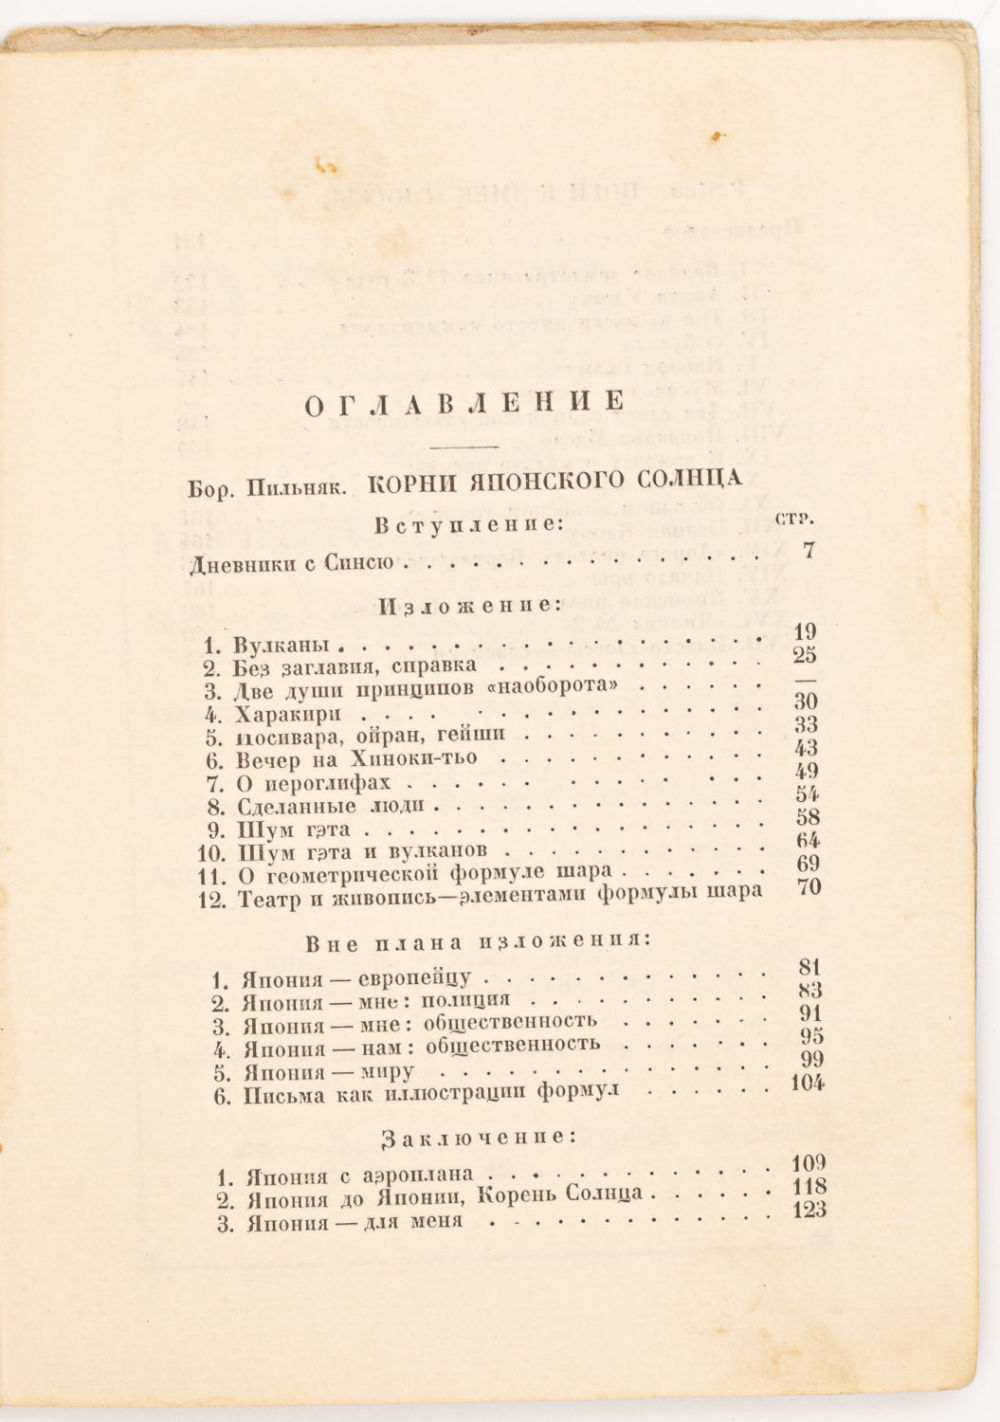 ОГЛАВЛЕНИЕ
Бор. Пильняк. КОРНИ ЯПОНСКОГО СОЛНЦА
Вступление: СТР.
Дневники с Синсю . . . . . . . . . . . . . . . . 7
Изложение:
1. Вулканы . . . . . . . . . . . . . . . . . . . 19
2. Без заглавия, справка . . . . . . . . . . . . 25
3. Две души принципов «наоборота» . . . . . . —
4. Харакири . . . . . . . . . . . . . . . . . 30
5. Иосивара, ойран, гейши . . . . . . . . . . . 33
6. Вечер на Хиноки-тьо . . . . . . . . . . . . 43
7. О иероглифах . . . . . . . . . . . . . . . 49
8. Сделанные люди . . . . . . . . . . . . . . . 54
9. Шум гэта . . . . . . . . . . . . . . . . . . 58
10. Шум гэта и вулканов . . . . . . . . . . . . 64
11. О геометрической формуле шара . . . . . . . 69
12. Театр и живопись—элементами формулы шара 70
Вне плана изложения:
1. Япония — европейцу . . . . . . . . . . . . . 81
2. Япония — мне: полиция . . . . . . . . . . . 83
3. Япония — мне: общественность . . . . . . . 91
4. Япония — нам: общественность . . . . . . . 95
5. Япония — миру . . . . . . . . . . . . . . . 99
6. Письма как иллюстрации формул . . . . . . 104
Заключение:
1. Япония с аэроплана . . . . . . . . . . . . . 109
2. Япония до Японии, Корень Солнца . . . . . . 118
3. Япония — для меня . . . . . . . . . . . . . 123